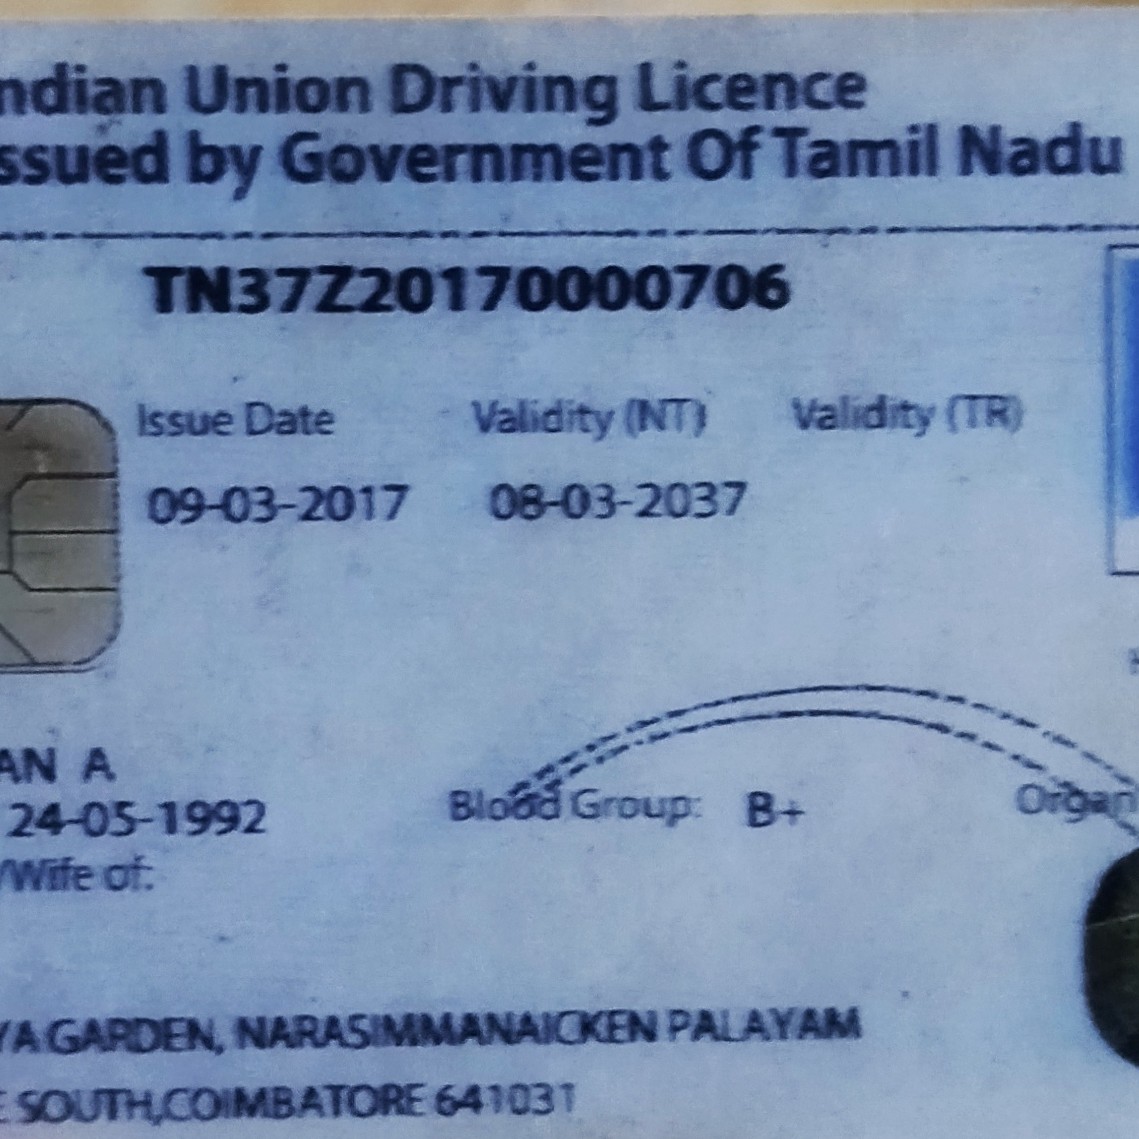 ndian Union Driving Licence
ssued by Government Of Tamil Nadu
TN37Z20170000706
Issue Date Validity (NT) Validity (TR)
09-03-2017 08-03-2037
AN A
24-05-1992 Blood Group: B+ Organ
/Wife of:
YA GARDEN, NARASIMMANAICKEN PALAYAM
E SOUTH,COIMBATORE 641031